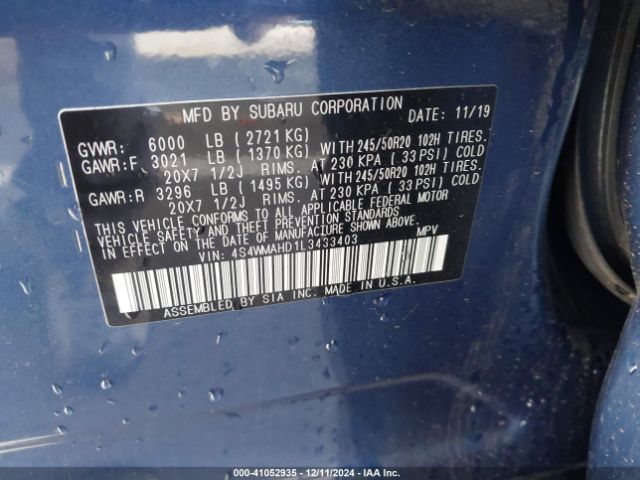 MFD BY SUBARU CORPORATION DATE: 11/19
GVWR: 6000 LB ( 2721 KG)
GAWR:F 3021 LB ( 1370 KG) WITH 245/50R20 102H TIRES.
20X7 1/2J RIMS. AT 230 KPA ( 33 PSI) COLD
GAWR:R 3296 LB ( 1495 KG) WITH 245/50R20 102H TIRES.
20X7 1/2J RIMS. AT 230 KPA ( 33 PSI) COLD
THIS VEHICLE CONFORMS TO ALL APPLICABLE FEDERAL MOTOR
VEHICLE SAFETY AND THEFT PREVENTION STANDARDS
IN EFFECT ON THE DATE OF MANUFACTURE SHOWN ABOVE.
VIN: 4S4WMAHD1L3433403 MPV
ASSEMBLED BY SIA INC. MADE IN U.S.A.
000-41052935 - 12/11/2024 - IAA Inc.